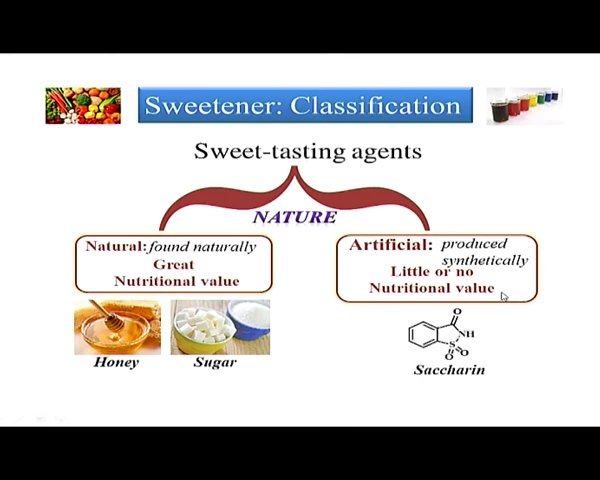 Sweetener: Classification
Sweet-tasting agents
NATURE
Natural: found naturally
Great
Nutritional value
Artificial: produced
synthetically
Little or no
Nutritional value
O
NH
S
O O
Honey
Sugar
Saccharin